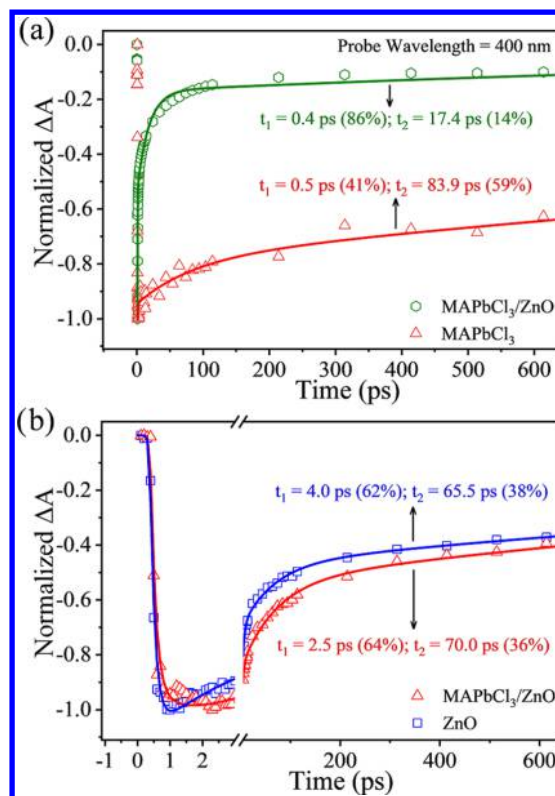 (a)
Probe Wavelength = 400 nm
Normalized ΔA
0.0
-0.2
-0.4
-0.6
-0.8
-1.0
t₁ = 0.4 ps (86%); t₂ = 17.4 ps (14%)
t₁ = 0.5 ps (41%); t₂ = 83.9 ps (59%)
MAPbCl₃/ZnO
MAPbCl₃
0 100 200 300 400 500 600
Time (ps)
(b)
Normalized ΔA
0.0
-0.2
-0.4
-0.6
-0.8
-1.0
t₁ = 4.0 ps (62%); t₂ = 65.5 ps (38%)
t₁ = 2.5 ps (64%); t₂ = 70.0 ps (36%)
MAPbCl₃/ZnO
ZnO
-1 0 1 2 200 400 600
Time (ps)